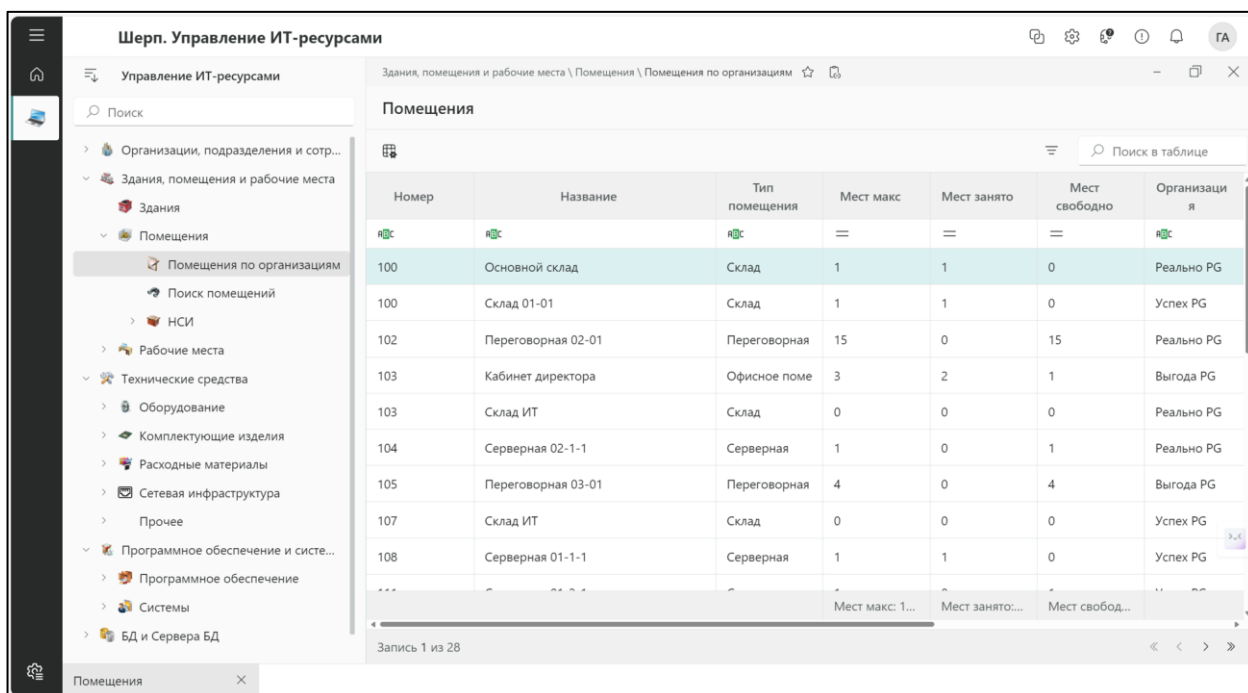 Шерп. Управление ИТ-ресурсами
ГА
Управление ИТ-ресурсами
Поиск
Организации, подразделения и сотр...
Здания, помещения и рабочие места
Здания
Помещения
Помещения по организациям
Поиск помещений
НСИ
Рабочие места
Технические средства
Оборудование
Комплектующие изделия
Расходные материалы
Сетевая инфраструктура
Прочее
Программное обеспечение и систе...
Программное обеспечение
Системы
БД и Сервера БД
Здания, помещения и рабочие места \ Помещения \ Помещения по организациям
Помещения
Поиск в таблице
Номер Название Тип помещения Мест макс Мест занято Мест свободно Организация
100 Основной склад Склад 1 1 0 Реально PG
100 Склад 01-01 Склад 1 1 0 Успех PG
102 Переговорная 02-01 Переговорная 15 0 15 Реально PG
103 Кабинет директора Офисное поме 3 2 1 Выгода PG
103 Склад ИТ Склад 0 0 0 Реально PG
104 Серверная 02-1-1 Серверная 1 0 1 Реально PG
105 Переговорная 03-01 Переговорная 4 0 4 Выгода PG
107 Склад ИТ Склад 0 0 0 Успех PG
108 Серверная 01-1-1 Серверная 1 1 0 Успех PG
Мест макс: 1... Мест занято:... Мест свобод...
Запись 1 из 28
Помещения